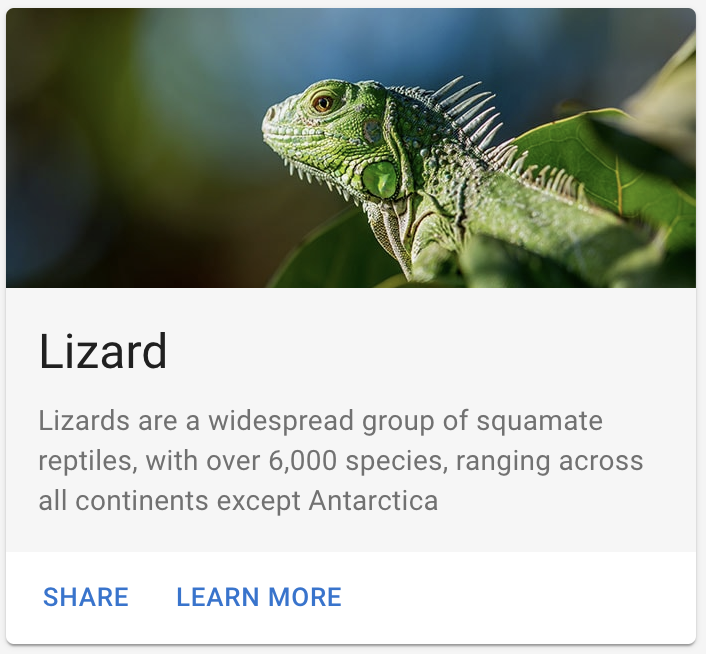 Lizard
Lizards are a widespread group of squamate
reptiles, with over 6,000 species, ranging across
all continents except Antarctica
SHARE LEARN MORE